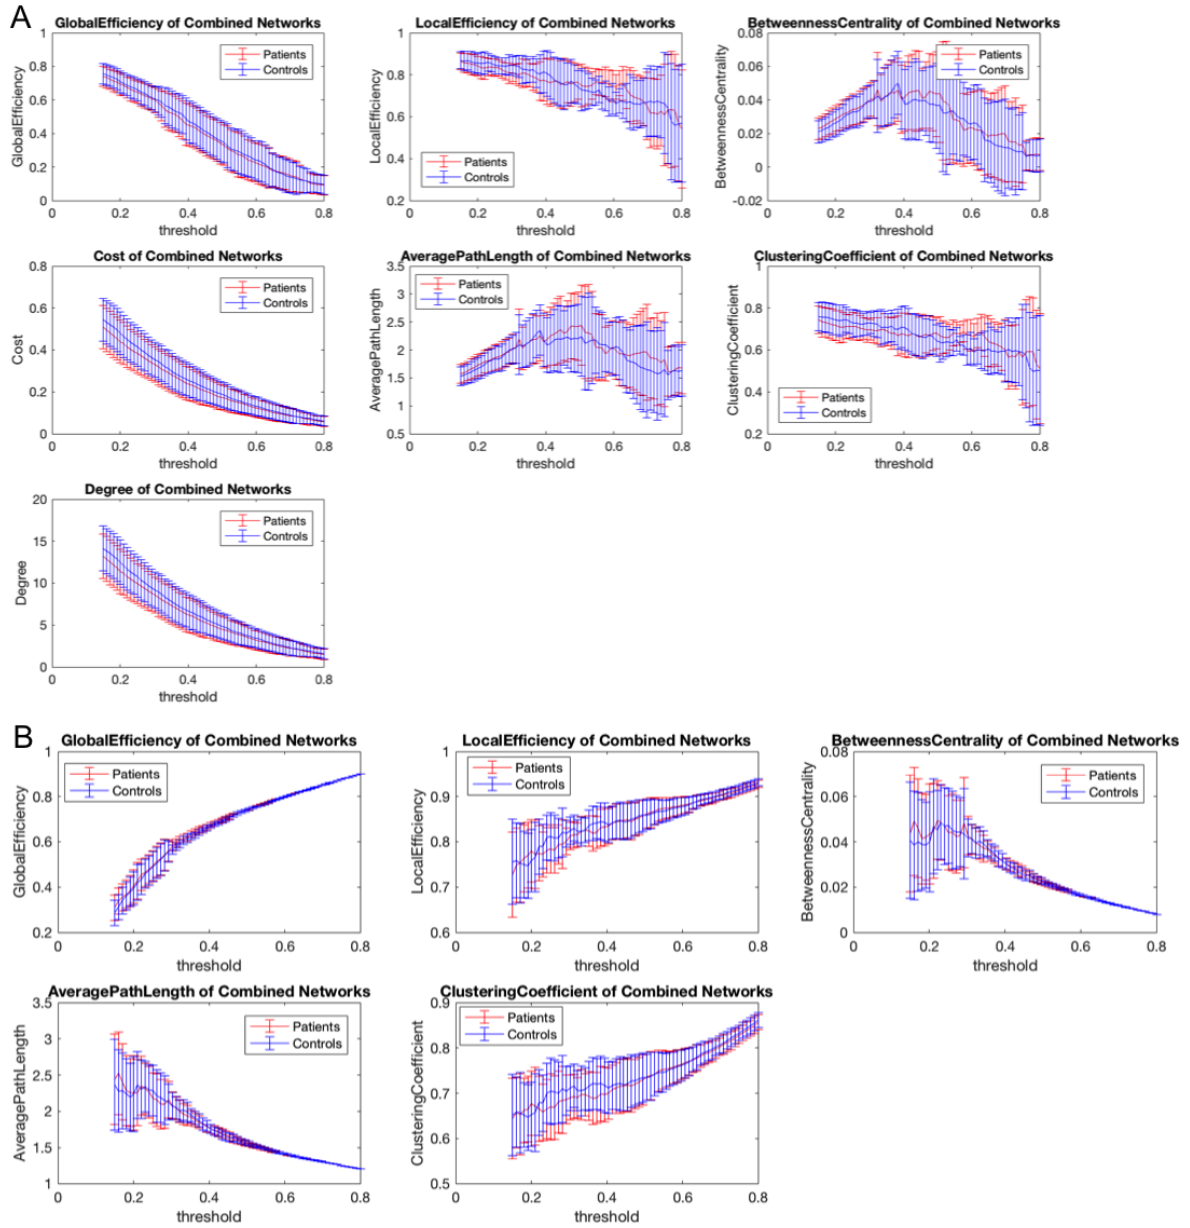 A
GlobalEfficiency of Combined Networks
1
0.8
0.6
0.4
0.2
0
GlobalEfficiency
Patients
Controls
0 0.2 0.4 0.6 0.8
threshold
LocalEfficiency of Combined Networks
1
0.8
0.6
0.4
0.2
LocalEfficiency
Patients
Controls
0 0.2 0.4 0.6 0.8
threshold
BetweennessCentrality of Combined Networks
0.08
0.06
0.04
0.02
0
-0.02
BetweennessCentrality
Patients
Controls
0 0.2 0.4 0.6 0.8
threshold
Cost of Combined Networks
0.8
0.6
0.4
0.2
0
Cost
Patients
Controls
0 0.2 0.4 0.6 0.8
threshold
AveragePathLength of Combined Networks
3.5
3
2.5
2
1.5
1
0.5
AveragePathLength
Patients
Controls
0 0.2 0.4 0.6 0.8
threshold
ClusteringCoefficient of Combined Networks
1
0.8
0.6
0.4
0.2
ClusteringCoefficient
Patients
Controls
0 0.2 0.4 0.6 0.8
threshold
Degree of Combined Networks
20
15
10
5
0
Degree
Patients
Controls
0 0.2 0.4 0.6 0.8
threshold
B
GlobalEfficiency of Combined Networks
1
0.8
0.6
0.4
0.2
GlobalEfficiency
Patients
Controls
0 0.2 0.4 0.6 0.8
threshold
LocalEfficiency of Combined Networks
1
0.9
0.8
0.7
0.6
LocalEfficiency
Patients
Controls
0 0.2 0.4 0.6 0.8
threshold
BetweennessCentrality of Combined Networks
0.08
0.06
0.04
0.02
0
BetweennessCentrality
Patients
Controls
0 0.2 0.4 0.6 0.8
threshold
AveragePathLength of Combined Networks
3.5
3
2.5
2
1.5
1
AveragePathLength
Patients
Controls
0 0.2 0.4 0.6 0.8
threshold
ClusteringCoefficient of Combined Networks
0.9
0.8
0.7
0.6
0.5
ClusteringCoefficient
Patients
Controls
0 0.2 0.4 0.6 0.8
threshold